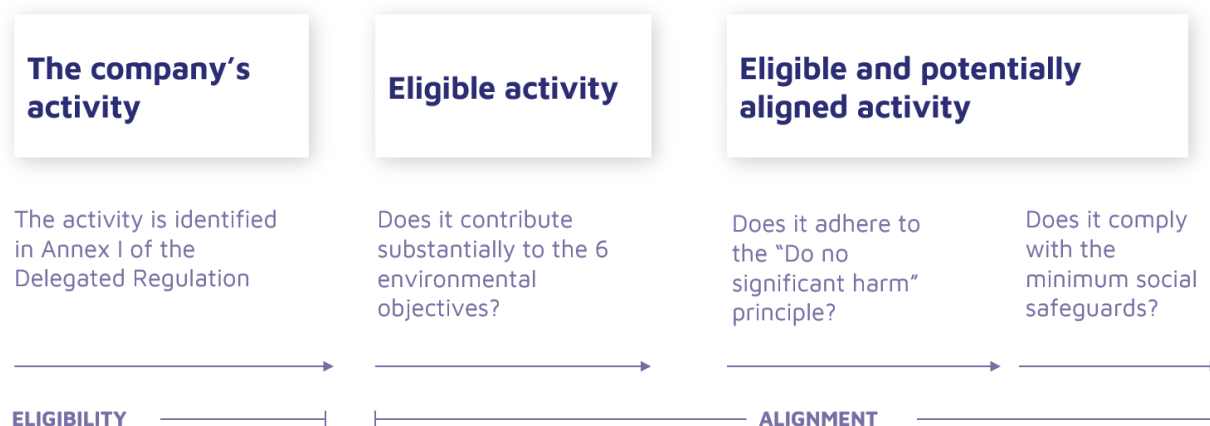 The company’s
activity
Eligible activity
Eligible and potentially
aligned activity
The activity is identified
in Annex I of the
Delegated Regulation
Does it contribute
substantially to the 6
environmental
objectives?
Does it adhere to
the “Do no
significant harm”
principle?
Does it comply
with the
minimum social
safeguards?
ELIGIBILITY
ALIGNMENT